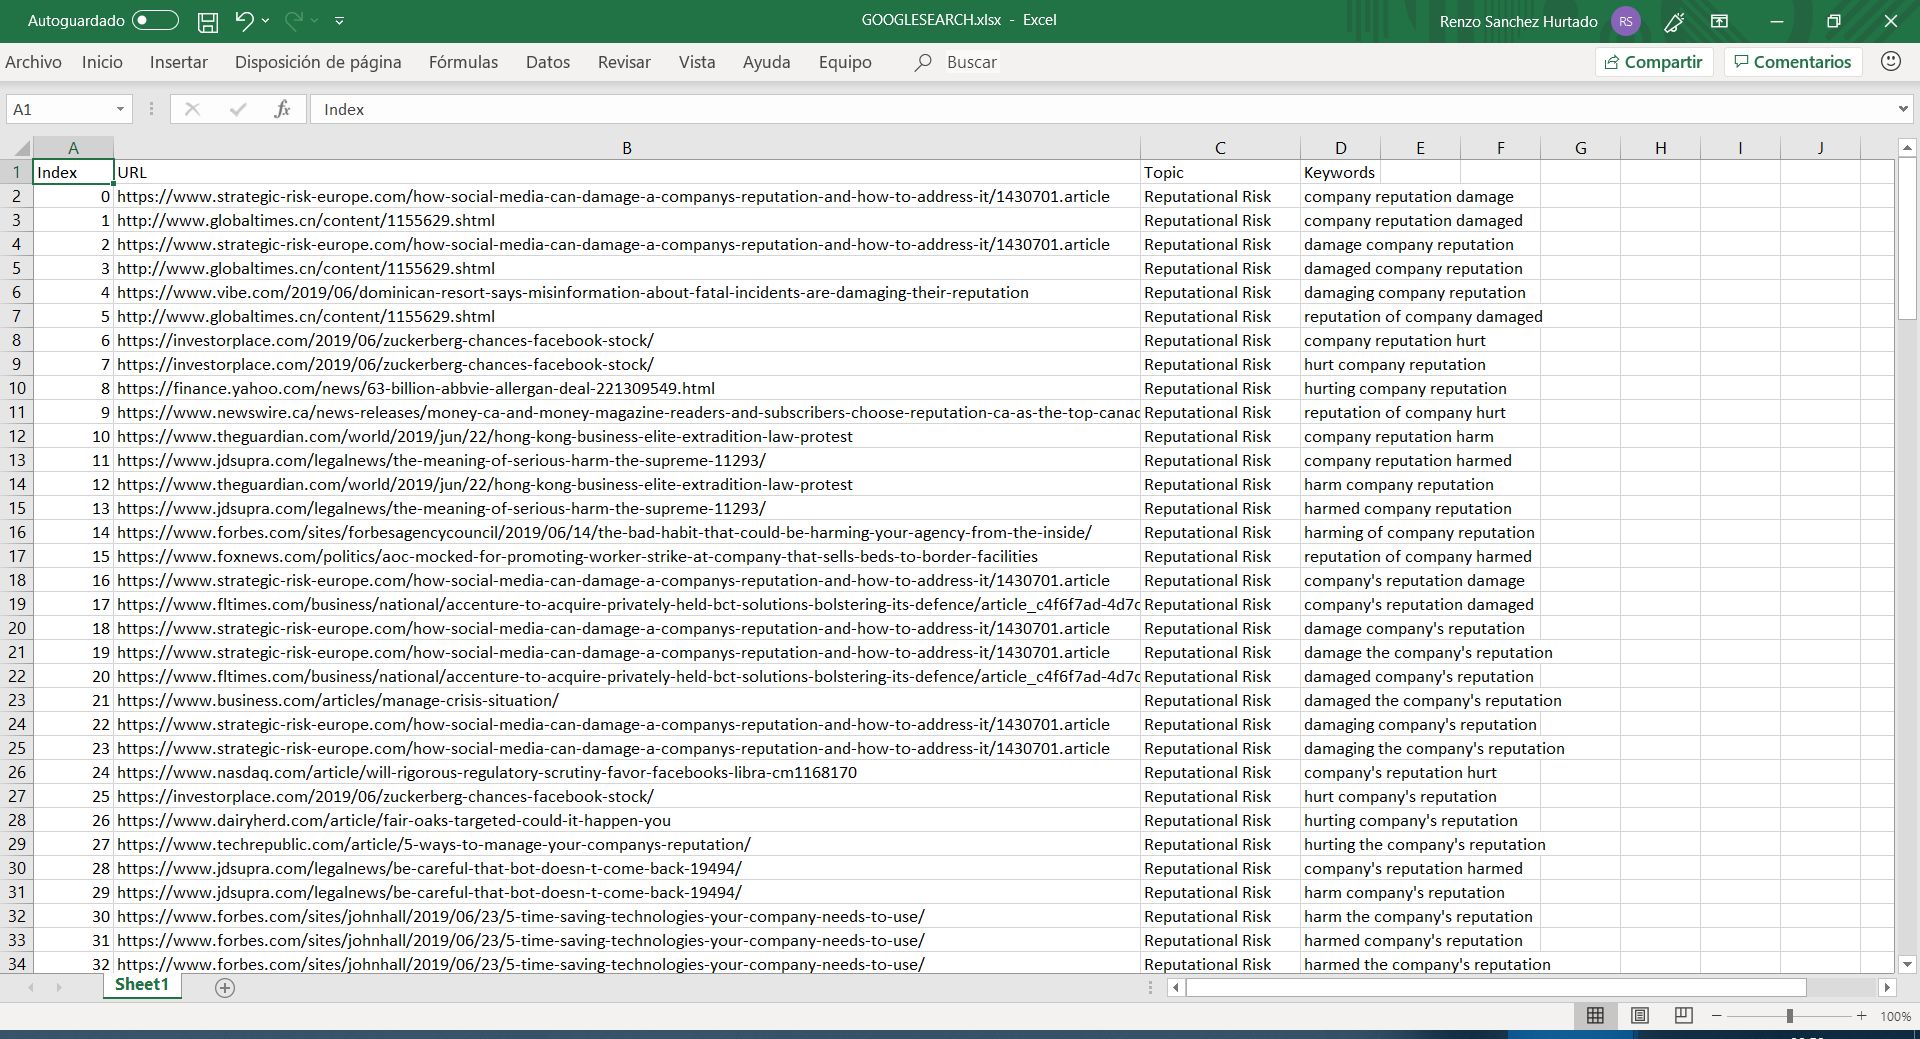 Autoguardado GOOGLESEARCH.xlsx - Excel Renzo Sanchez Hurtado RS
Archivo Inicio Insertar Disposición de página Fórmulas Datos Revisar Vista Ayuda Equipo Buscar Compartir Comentarios
A1 fx Index
A B C D E F G H I J
1 Index URL Topic Keywords
2 0 https://www.strategic-risk-europe.com/how-social-media-can-damage-a-companys-reputation-and-how-to-address-it/1430701.article Reputational Risk company reputation damage
3 1 http://www.globaltimes.cn/content/1155629.shtml Reputational Risk company reputation damaged
4 2 https://www.strategic-risk-europe.com/how-social-media-can-damage-a-companys-reputation-and-how-to-address-it/1430701.article Reputational Risk damage company reputation
5 3 http://www.globaltimes.cn/content/1155629.shtml Reputational Risk damaged company reputation
6 4 https://www.vibe.com/2019/06/dominican-resort-says-misinformation-about-fatal-incidents-are-damaging-their-reputation Reputational Risk damaging company reputation
7 5 http://www.globaltimes.cn/content/1155629.shtml Reputational Risk reputation of company damaged
8 6 https://investorplace.com/2019/06/zuckerberg-chances-facebook-stock/ Reputational Risk company reputation hurt
9 7 https://investorplace.com/2019/06/zuckerberg-chances-facebook-stock/ Reputational Risk hurt company reputation
10 8 https://finance.yahoo.com/news/63-billion-abbvie-allergan-deal-221309549.html Reputational Risk hurting company reputation
11 9 https://www.newswire.ca/news-releases/money-ca-and-money-magazine-readers-and-subscribers-choose-reputation-ca-as-the-top-canad Reputational Risk reputation of company hurt
12 10 https://www.theguardian.com/world/2019/jun/22/hong-kong-business-elite-extradition-law-protest Reputational Risk company reputation harm
13 11 https://www.jdsupra.com/legalnews/the-meaning-of-serious-harm-the-supreme-11293/ Reputational Risk company reputation harmed
14 12 https://www.theguardian.com/world/2019/jun/22/hong-kong-business-elite-extradition-law-protest Reputational Risk harm company reputation
15 13 https://www.jdsupra.com/legalnews/the-meaning-of-serious-harm-the-supreme-11293/ Reputational Risk harmed company reputation
16 14 https://www.forbes.com/sites/forbesagencycouncil/2019/06/14/the-bad-habit-that-could-be-harming-your-agency-from-the-inside/ Reputational Risk harming of company reputation
17 15 https://www.foxnews.com/politics/aoc-mocked-for-promoting-worker-strike-at-company-that-sells-beds-to-border-facilities Reputational Risk reputation of company harmed
18 16 https://www.strategic-risk-europe.com/how-social-media-can-damage-a-companys-reputation-and-how-to-address-it/1430701.article Reputational Risk company's reputation damage
19 17 https://www.fltimes.com/business/national/accenture-to-acquire-privately-held-bct-solutions-bolstering-its-defence/article_c4f6f7ad-4d7c Reputational Risk company's reputation damaged
20 18 https://www.strategic-risk-europe.com/how-social-media-can-damage-a-companys-reputation-and-how-to-address-it/1430701.article Reputational Risk damage company's reputation
21 19 https://www.strategic-risk-europe.com/how-social-media-can-damage-a-companys-reputation-and-how-to-address-it/1430701.article Reputational Risk damage the company's reputation
22 20 https://www.fltimes.com/business/national/accenture-to-acquire-privately-held-bct-solutions-bolstering-its-defence/article_c4f6f7ad-4d7c Reputational Risk damaged company's reputation
23 21 https://www.business.com/articles/manage-crisis-situation/ Reputational Risk damaged the company's reputation
24 22 https://www.strategic-risk-europe.com/how-social-media-can-damage-a-companys-reputation-and-how-to-address-it/1430701.article Reputational Risk damaging company's reputation
25 23 https://www.strategic-risk-europe.com/how-social-media-can-damage-a-companys-reputation-and-how-to-address-it/1430701.article Reputational Risk damaging the company's reputation
26 24 https://www.nasdaq.com/article/will-rigorous-regulatory-scrutiny-favor-facebooks-libra-cm1168170 Reputational Risk company's reputation hurt
27 25 https://investorplace.com/2019/06/zuckerberg-chances-facebook-stock/ Reputational Risk hurt company's reputation
28 26 https://www.dairyherd.com/article/fair-oaks-targeted-could-it-happen-you Reputational Risk hurting company's reputation
29 27 https://www.techrepublic.com/article/5-ways-to-manage-your-companys-reputation/ Reputational Risk hurting the company's reputation
30 28 https://www.jdsupra.com/legalnews/be-careful-that-bot-doesn-t-come-back-19494/ Reputational Risk company's reputation harmed
31 29 https://www.jdsupra.com/legalnews/be-careful-that-bot-doesn-t-come-back-19494/ Reputational Risk harm company's reputation
32 30 https://www.forbes.com/sites/johnhall/2019/06/23/5-time-saving-technologies-your-company-needs-to-use/ Reputational Risk harm the company's reputation
33 31 https://www.forbes.com/sites/johnhall/2019/06/23/5-time-saving-technologies-your-company-needs-to-use/ Reputational Risk harmed company's reputation
34 32 https://www.forbes.com/sites/johnhall/2019/06/23/5-time-saving-technologies-your-company-needs-to-use/ Reputational Risk harmed the company's reputation
Sheet1
100%